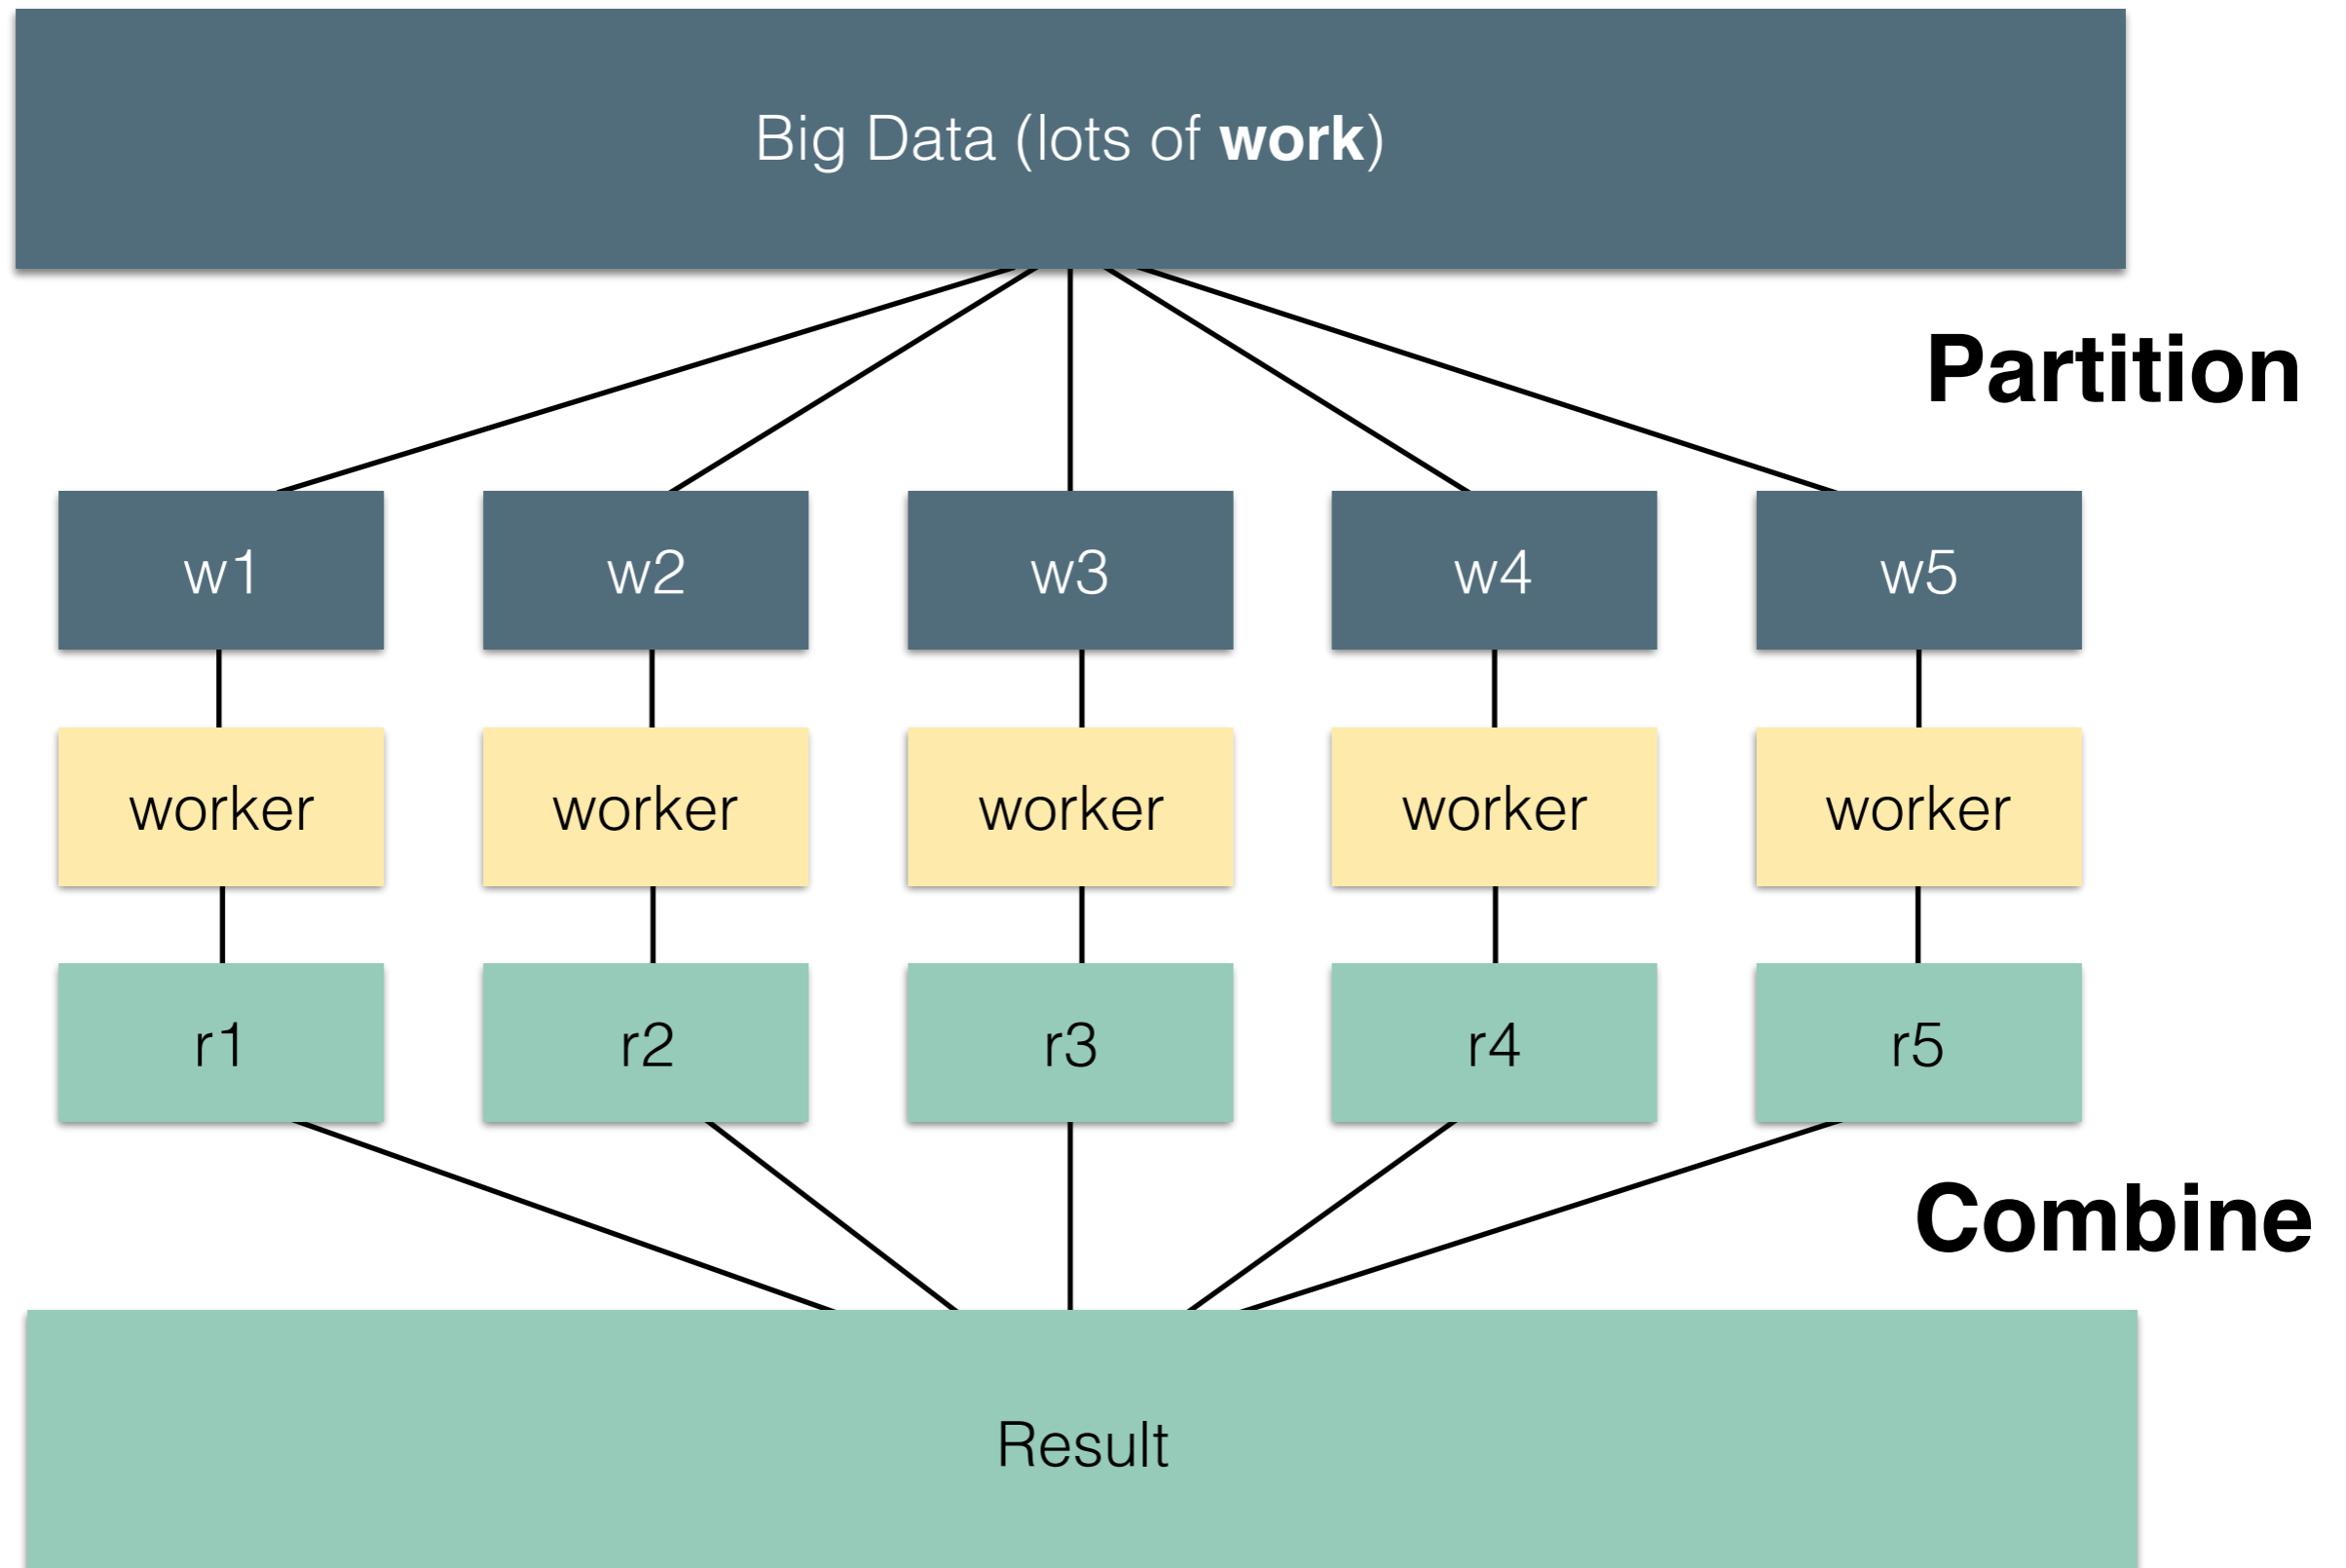 Big Data (lots of work)
Partition
w1 w2 w3 w4 w5
worker worker worker worker worker
r1 r2 r3 r4 r5
Combine
Result